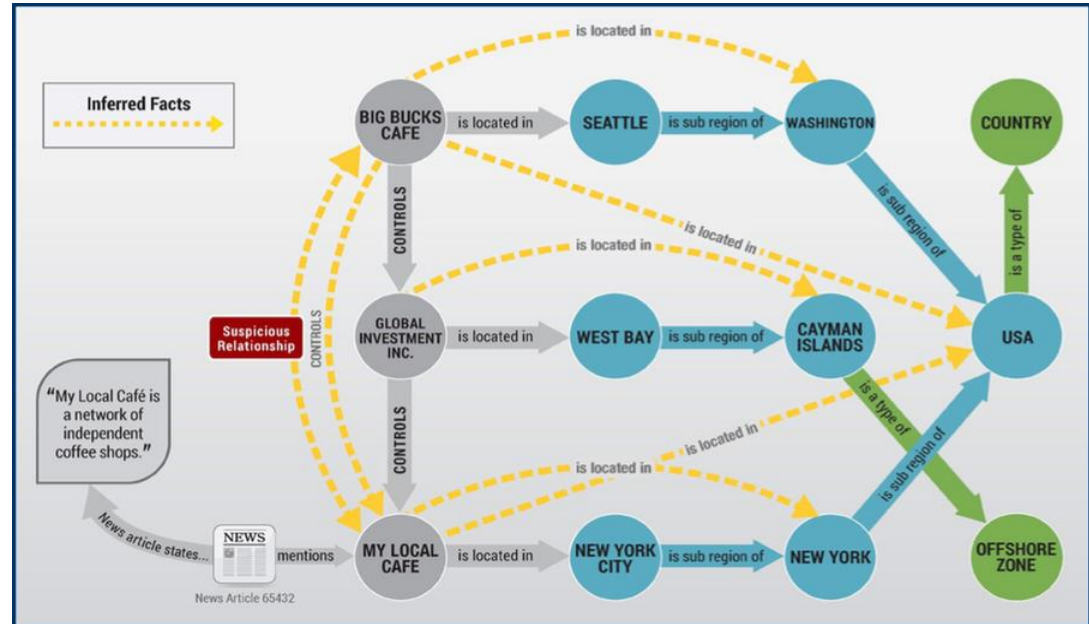 is located in
Inferred Facts
BIG BUCKS
CAFE
is located in
SEATTLE
is sub region of
WASHINGTON
COUNTRY
CONTROLS
is sub region of
is a type of
is located in
is located in
Suspicious
Relationship
CONTROLS
GLOBAL
INVESTMENT
INC.
is located in
WEST BAY
is sub region of
CAYMAN
ISLANDS
USA
“My Local Café is
a network of
independent
coffee shops.”
CONTROLS
is a type of
is located in
is located in
is sub region of
News article states...
NEWS
mentions
MY LOCAL
CAFE
is located in
NEW YORK
CITY
is sub region of
NEW YORK
OFFSHORE
ZONE
News Article 65432